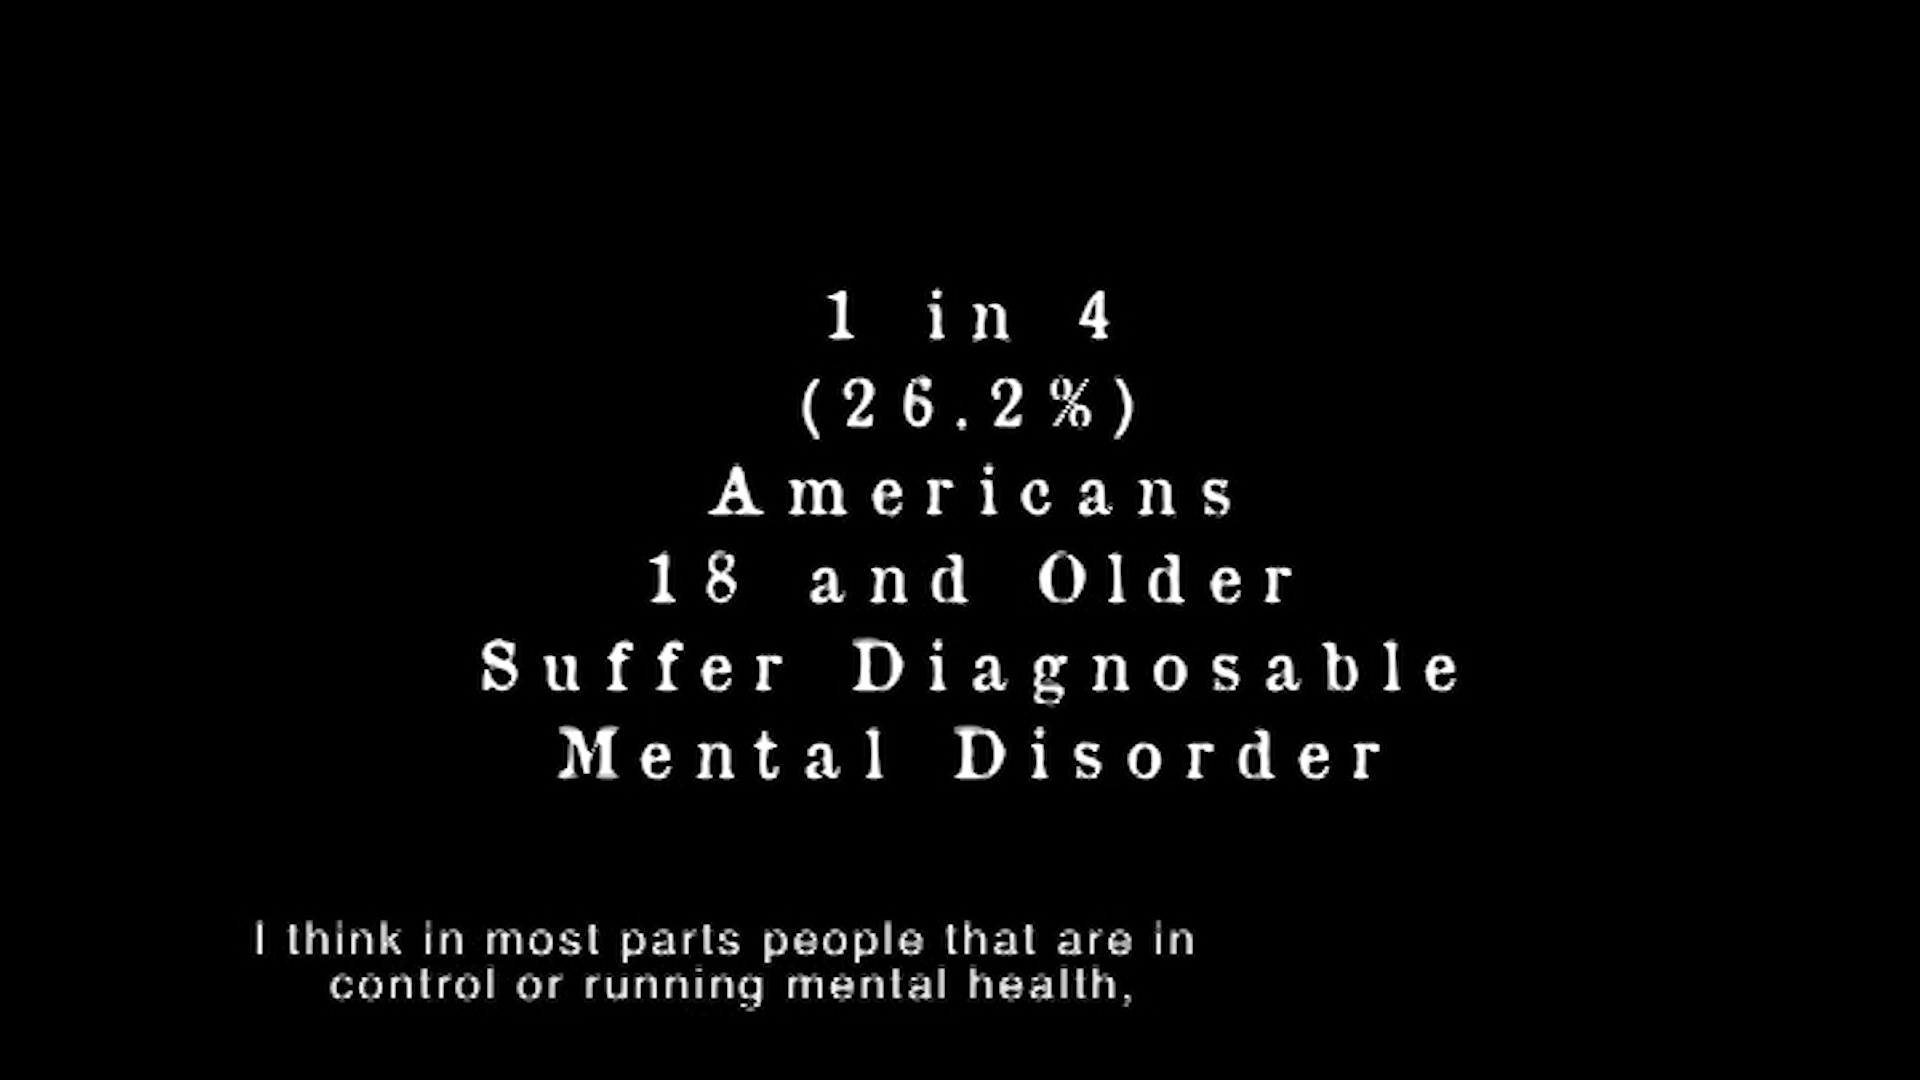 1 in 4
(26.2%)
Americans
18 and Older
Suffer Diagnosable
Mental Disorder
I think in most parts people that are in
control or running mental health,